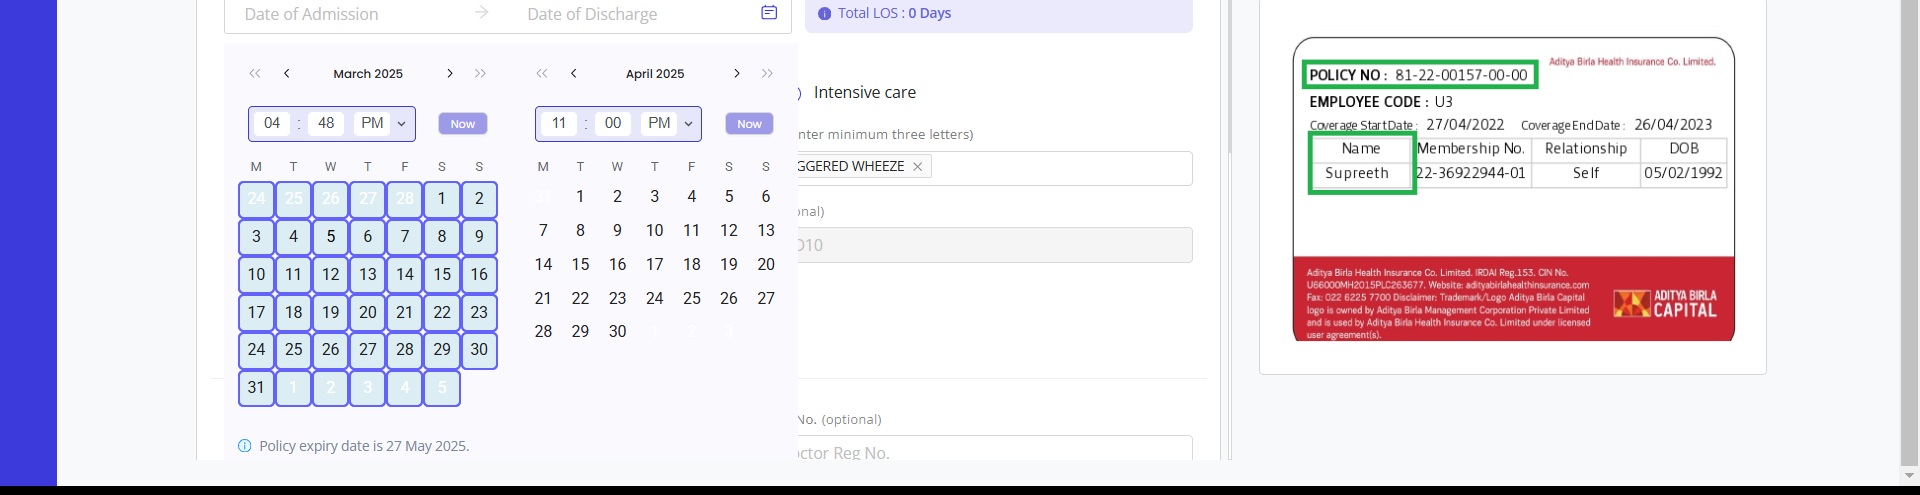 Date of Admission → Date of Discharge
Total LOS : 0 Days
March 2025
04 : 48 PM Now
M T W T F S S
24 25 26 27 28 1 2
3 4 5 6 7 8 9
10 11 12 13 14 15 16
17 18 19 20 21 22 23
24 25 26 27 28 29 30
31 1 2 3 4 5
April 2025
11 : 00 PM Now
M T W T F S S
31 1 2 3 4 5 6
7 8 9 10 11 12 13
14 15 16 17 18 19 20
21 22 23 24 25 26 27
28 29 30 1 2 3
Policy expiry date is 27 May 2025.
Intensive care
nter minimum three letters)
GGERED WHEEZE
nal)
D10
No. (optional)
ctor Reg No.
Aditya Birla Health Insurance Co. Limited.
POLICY NO : 81-22-00157-00-00
EMPLOYEE CODE : U3
Coverage StartDate : 27/04/2022 CoverageEndDate : 26/04/2023
Name Membership No. Relationship DOB
Supreeth 22-36922944-01 Self 05/02/1992
Aditya Birla Health Insurance Co. Limited. IRDAI Reg.153. CIN No.
U66000MH2015PLC263677. Website: adityabirlahealthinsurance.com
Fax: 022 6225 7700 Disclaimer: Trademark/Logo Aditya Birla Capital
logo is owned by Aditya Birla Management Corporation Private Limited
and is used by Aditya Birla Health Insurance Co. Limited under licensed
user agreement(s).
ADITYA BIRLA
CAPITAL